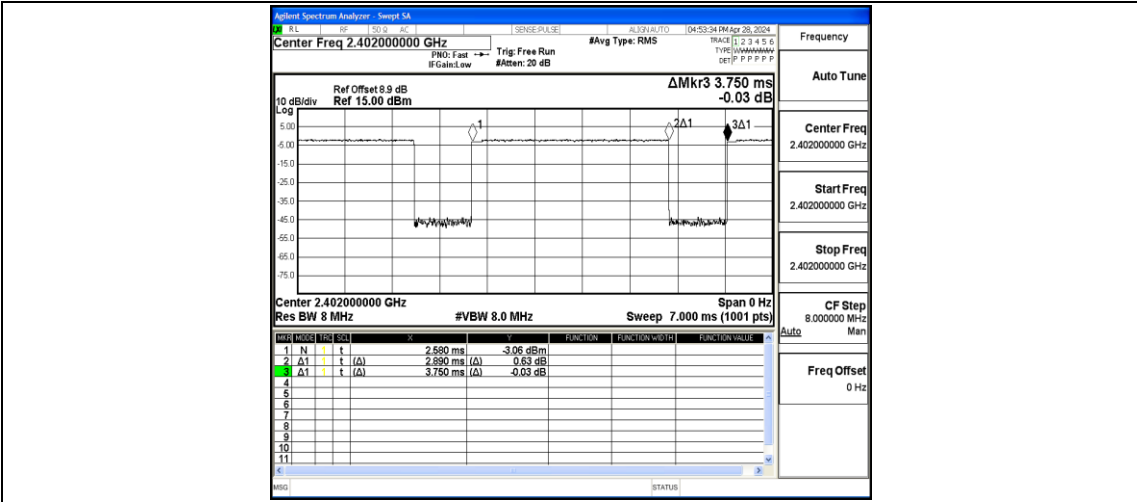 Agilent Spectrum Analyzer - Swept SA
RL RF 50 Ω AC SENSE:PULSE ALIGN AUTO 04:53:34 PM Apr 28, 2024
Center Freq 2.402000000 GHz #Avg Type: RMS TRACE 1 2 3 4 5 6
PNO: Fast Trig: Free Run TYPE WWWWWW
IFGain:Low #Atten: 20 dB DET P P P P P P
Frequency
Auto Tune
Center Freq
2.402000000 GHz
Start Freq
2.402000000 GHz
Stop Freq
2.402000000 GHz
CF Step
8.000000 MHz
Auto Man
Freq Offset
0 Hz
ΔMkr3 3.750 ms
-0.03 dB
Ref Offset 8.9 dB
10 dB/div Ref 15.00 dBm
Log
5.00
-5.00
-15.0
-25.0
-35.0
-45.0
-55.0
-65.0
-75.0
1
2Δ1
3Δ1
Center 2.402000000 GHz Span 0 Hz
Res BW 8 MHz #VBW 8.0 MHz Sweep 7.000 ms (1001 pts)
MKR MODE TRC SCL X Y FUNCTION FUNCTION WIDTH FUNCTION VALUE
1 N 1 t 2.580 ms -3.06 dBm
2 Δ1 1 t (Δ) 2.890 ms (Δ) 0.63 dB
3 Δ1 1 t (Δ) 3.750 ms (Δ) -0.03 dB
4
5
6
7
8
9
10
11
MSG STATUS